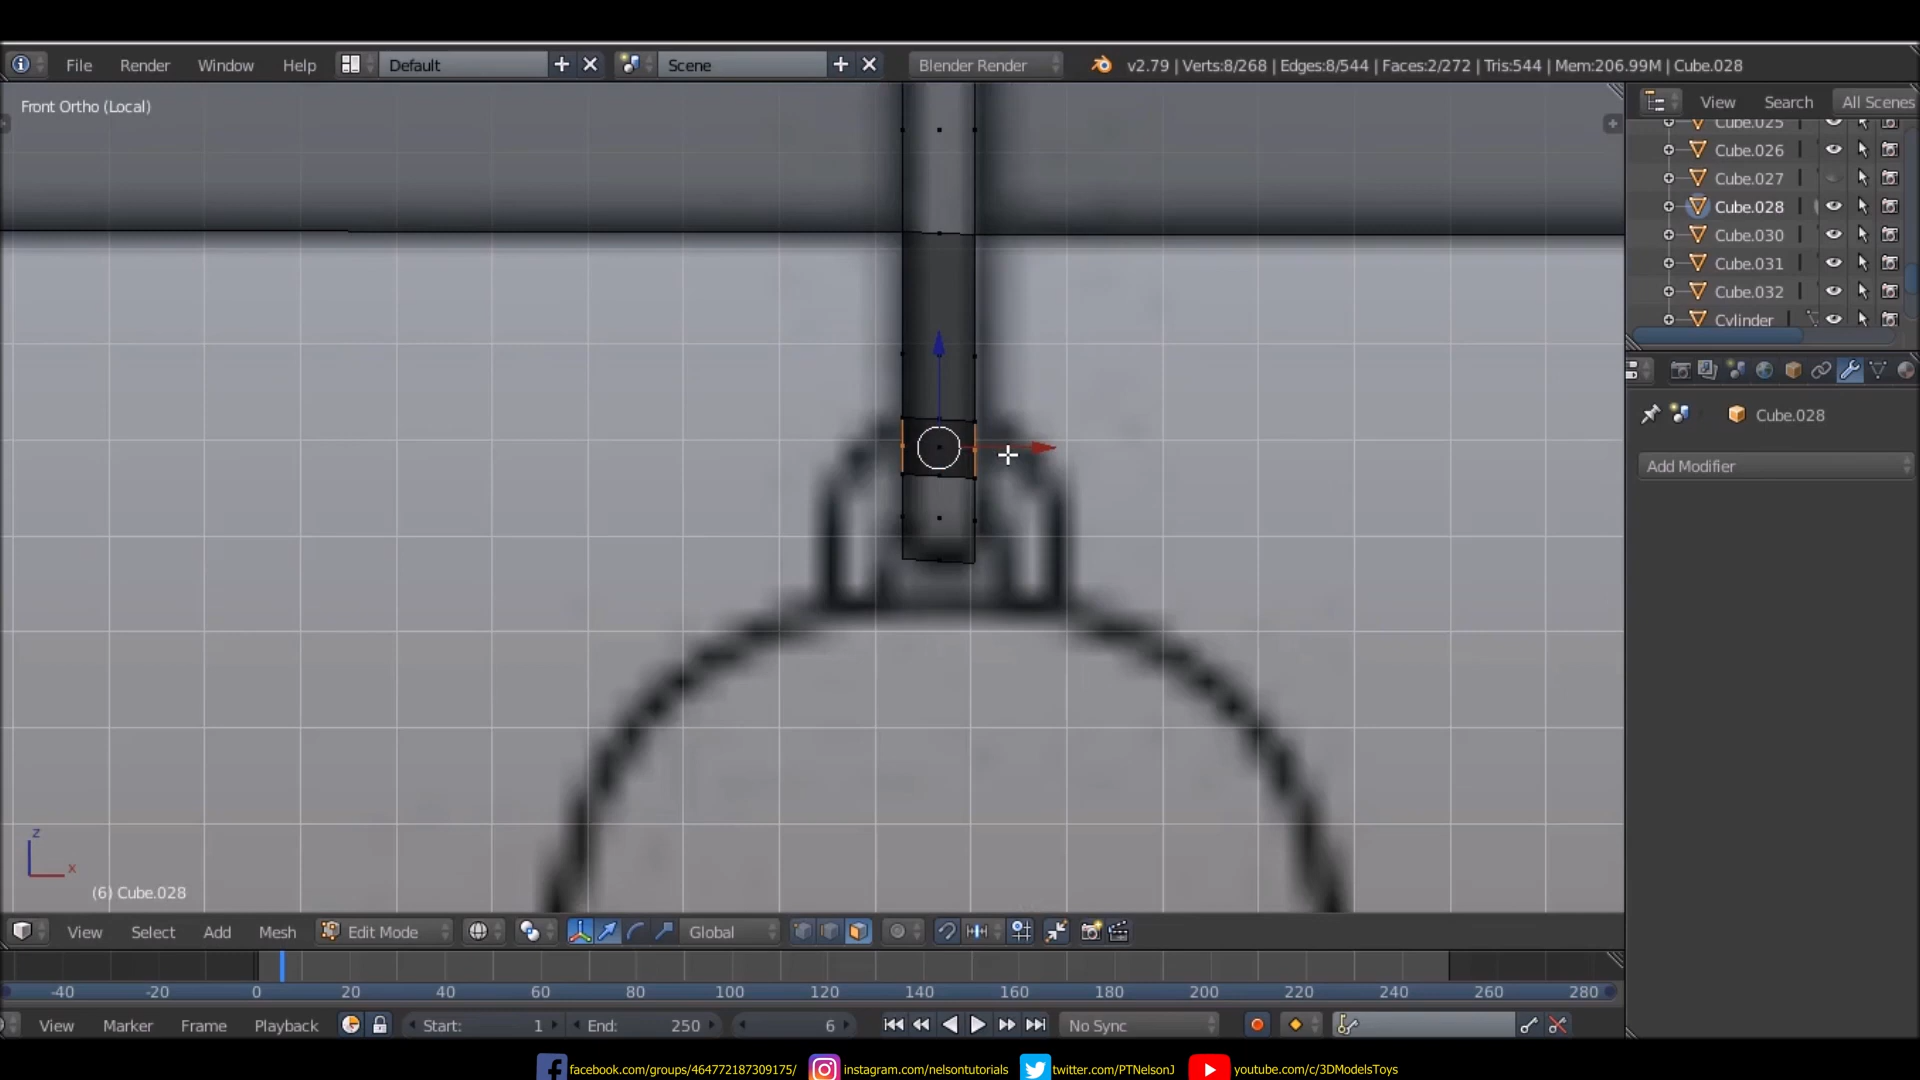 File Render Window Help Default Scene Blender Render v2.79 | Verts:8/268 | Edges:8/544 | Faces:2/272 | Tris:544 | Mem:206.99M | Cube.028
Front Ortho (Local)
View Search All Scenes
Cube.025
Cube.026
Cube.027
Cube.028
Cube.030
Cube.031
Cube.032
Cylinder
Cube.028
Add Modifier
z
x
(6) Cube.028
View Select Add Mesh Edit Mode Global
-40 -20 0 20 40 60 80 100 120 140 160 180 200 220 240 260 280
View Marker Frame Playback Start: 1 End: 250 6 No Sync
facebook.com/groups/464772187309175/ instagram.com/nelsontutorials twitter.com/PTNelsonJ youtube.com/c/3DModelsToys